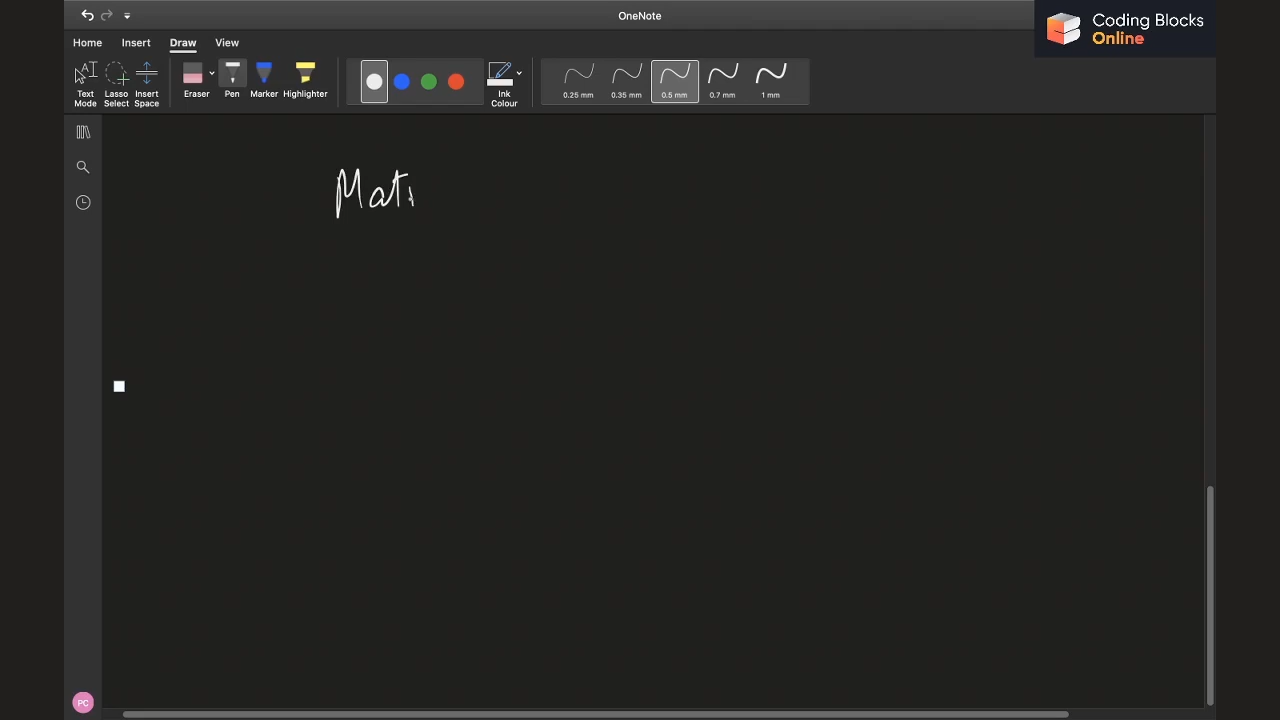 OneNote
Coding Blocks
Online
Home Insert Draw View
Text Mode
Lasso Select
Insert Space
Eraser
Pen
Marker
Highlighter
Ink Colour
0.25 mm
0.35 mm
0.5 mm
0.7 mm
1 mm
PC